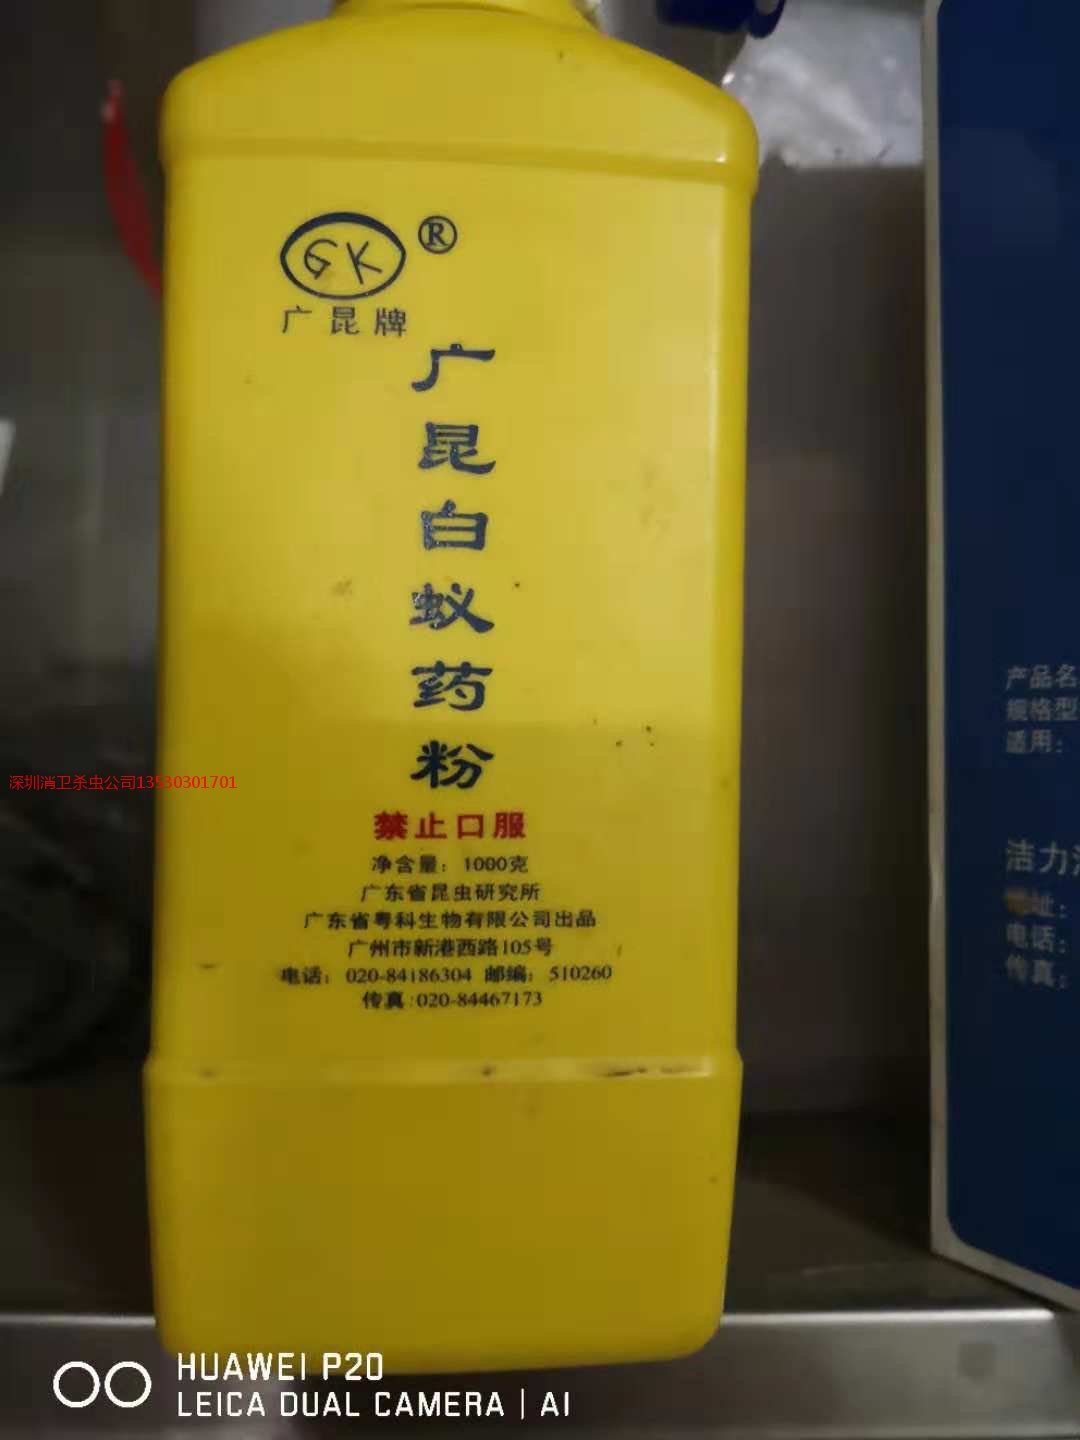 GK ®
广昆牌
广昆白蚁药粉
禁止口服
净含量：1000克
广东省昆虫研究所
广东省粤科生物有限公司出品
广州市新港西路105号
电话：020-84186304 邮编：510260
传真:020-84467173
深圳消卫杀虫公司13530301701
产品名
规格型
适用：
洁力
地址：
电话：
传真：
HUAWEI P20
LEICA DUAL CAMERA | AI